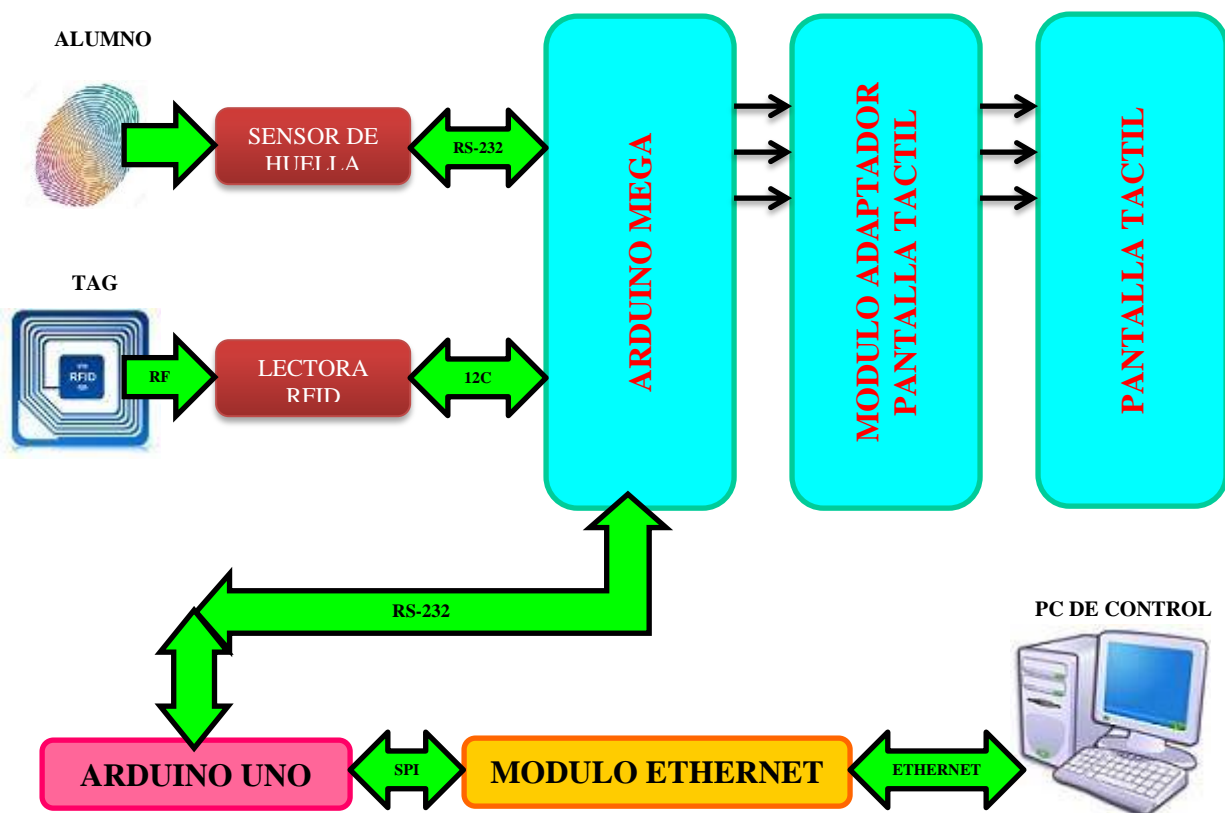 ALUMNO
SENSOR DE
HUELLA
RS-232
TAG
RFID
RF
LECTORA
RFID
12C
ARDUINO MEGA
MODULO ADAPTADOR
PANTALLA TACTIL
PANTALLA TACTIL
RS-232
PC DE CONTROL
ARDUINO UNO
SPI
MODULO ETHERNET
ETHERNET